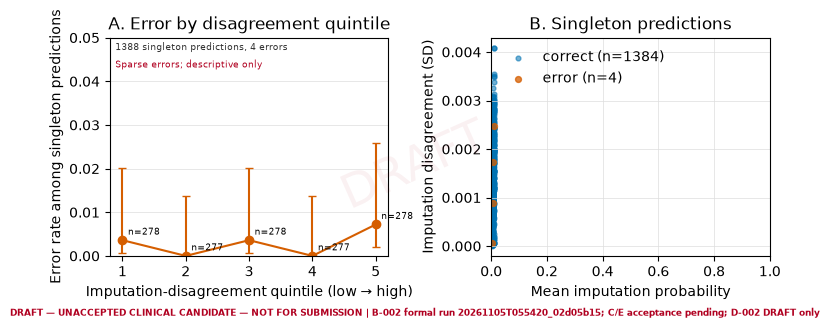 A. Error by disagreement quintile
0.05
0.04
0.03
0.02
0.01
0.00
Error rate among singleton predictions
1388 singleton predictions, 4 errors
Sparse errors; descriptive only
n=278
n=277
n=278
n=277
n=278
1 2 3 4 5
Imputation-disagreement quintile (low → high)
B. Singleton predictions
0.004
0.003
0.002
0.001
0.000
Imputation disagreement (SD)
correct (n=1384)
error (n=4)
0.0 0.2 0.4 0.6 0.8 1.0
Mean imputation probability
DRAFT
DRAFT — UNACCEPTED CLINICAL CANDIDATE — NOT FOR SUBMISSION | B-002 formal run 20261105T055420_02d05b15; C/E acceptance pending; D-002 DRAFT only